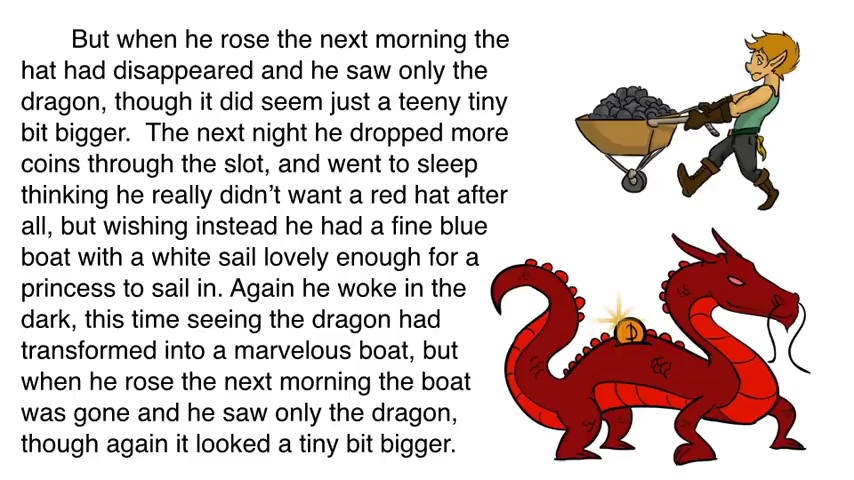 But when he rose the next morning the
hat had disappeared and he saw only the
dragon, though it did seem just a teeny tiny
bit bigger.  The next night he dropped more
coins through the slot, and went to sleep
thinking he really didn’t want a red hat after
all, but wishing instead he had a fine blue
boat with a white sail lovely enough for a
princess to sail in. Again he woke in the
dark, this time seeing the dragon had
transformed into a marvelous boat, but
when he rose the next morning the boat
was gone and he saw only the dragon,
though again it looked a tiny bit bigger.